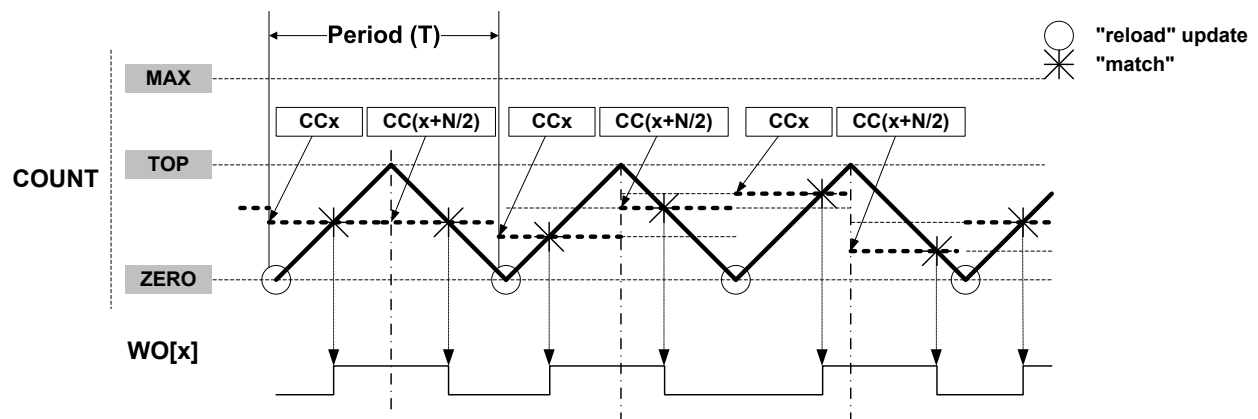 Period (T)
"reload" update
"match"
MAX
CCx
CC(x+N/2)
CCx
CC(x+N/2)
CCx
CC(x+N/2)
TOP
COUNT
ZERO
WO[x]